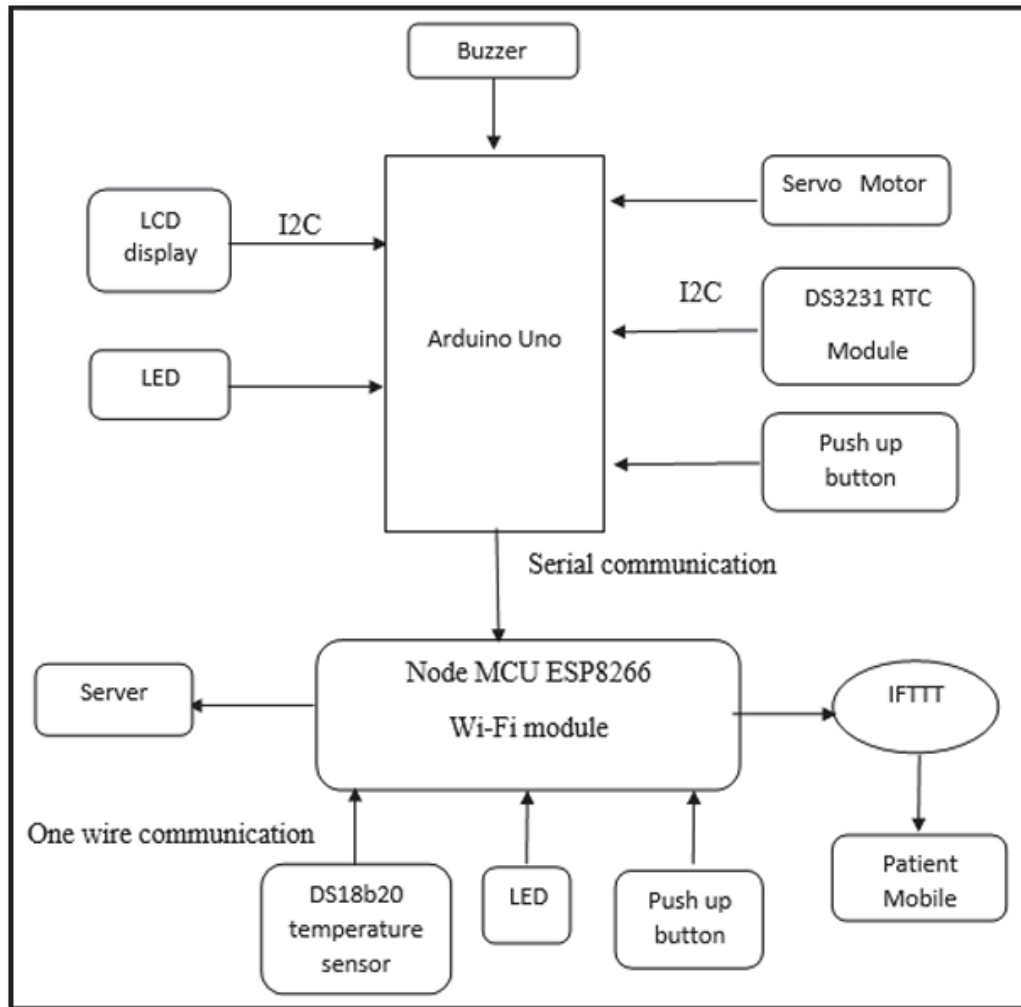 Buzzer
Servo Motor
LCD
display
I2C
I2C
DS3231 RTC
Module
Arduino Uno
LED
Push up
button
Serial communication
Node MCU ESP8266
Wi-Fi module
Server
IFTTT
One wire communication
DS18b20
temperature
sensor
LED
Push up
button
Patient
Mobile